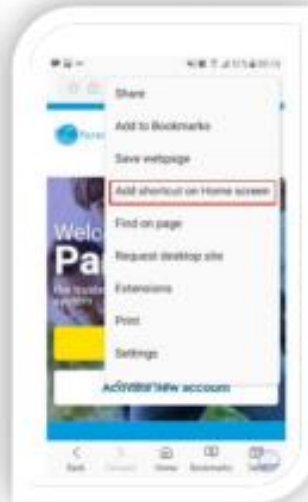 Share
Add to Bookmarks
Save webpage
Add shortcut on Home screen
Find on page
Welco
Pa
Request desktop site
Extensions
Print
Settings
Activate new account
Back
Home
Bookmarks